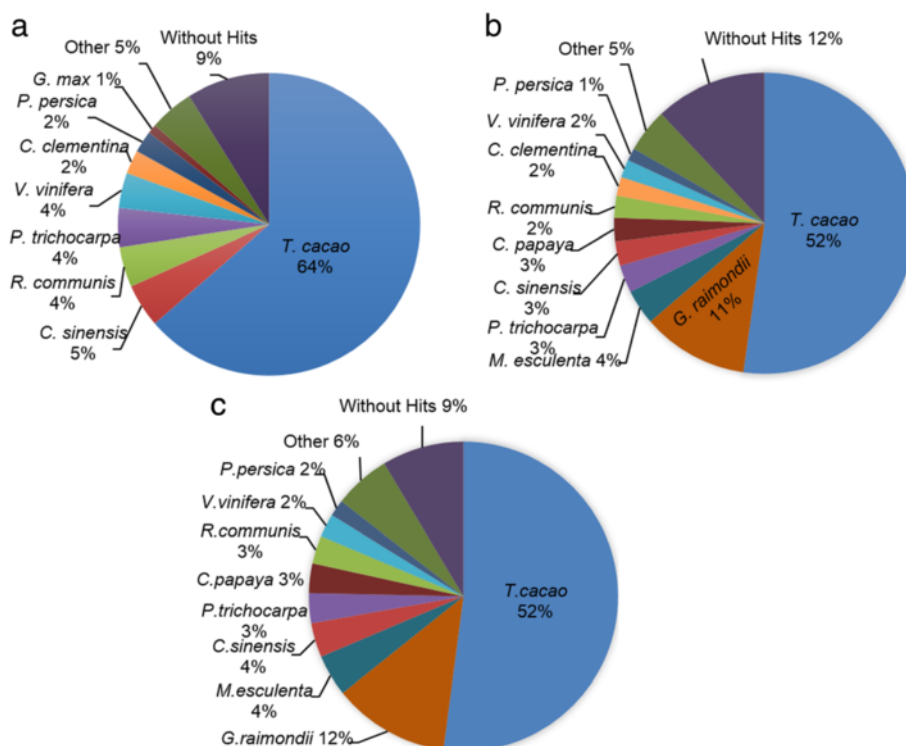 a
Without Hits
9%
Other 5%
G. max 1%
P. persica
2%
C. clementina
2%
V. vinifera
4%
P. trichocarpa
4%
R. communis
4%
C. sinensis
5%
T. cacao
64%
b
Without Hits 12%
Other 5%
P. persica 1%
V. vinifera 2%
C. clementina
2%
R. communis
2%
C. papaya
3%
C. sinensis
3%
P. trichocarpa
3%
M. esculenta 4%
G. raimondii
11%
T. cacao
52%
c
Without Hits 9%
Other 6%
P.persica 2%
V.vinifera 2%
R.communis
3%
C.papaya 3%
P.trichocarpa
3%
C.sinensis
4%
M.esculenta
4%
G.raimondii 12%
T.cacao
52%